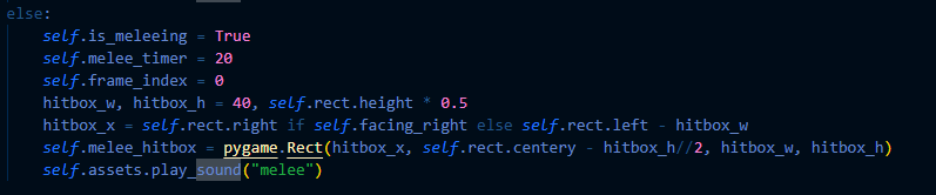 else:
    self.is_meleeing = True
    self.melee_timer = 20
    self.frame_index = 0
    hitbox_w, hitbox_h = 40, self.rect.height * 0.5
    hitbox_x = self.rect.right if self.facing_right else self.rect.left - hitbox_w
    self.melee_hitbox = pygame.Rect(hitbox_x, self.rect.centery - hitbox_h//2, hitbox_w, hitbox_h)
    self.assets.play_sound("melee")